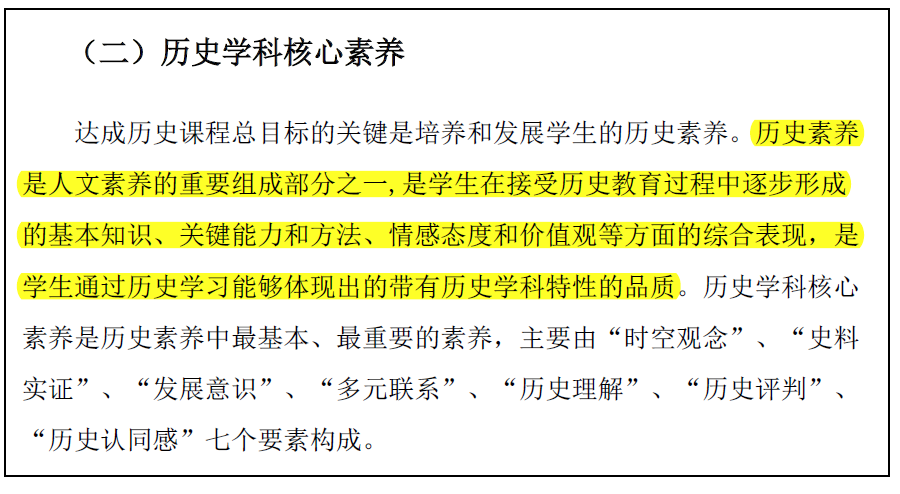 （二）历史学科核心素养
达成历史课程总目标的关键是培养和发展学生的历史素养。历史素养
是人文素养的重要组成部分之一,是学生在接受历史教育过程中逐步形成
的基本知识、关键能力和方法、情感态度和价值观等方面的综合表现，是
学生通过历史学习能够体现出的带有历史学科特性的品质。历史学科核心
素养是历史素养中最基本、最重要的素养，主要由“时空观念”、“史料
实证”、“发展意识”、“多元联系”、“历史理解”、“历史评判”、
“历史认同感”七个要素构成。